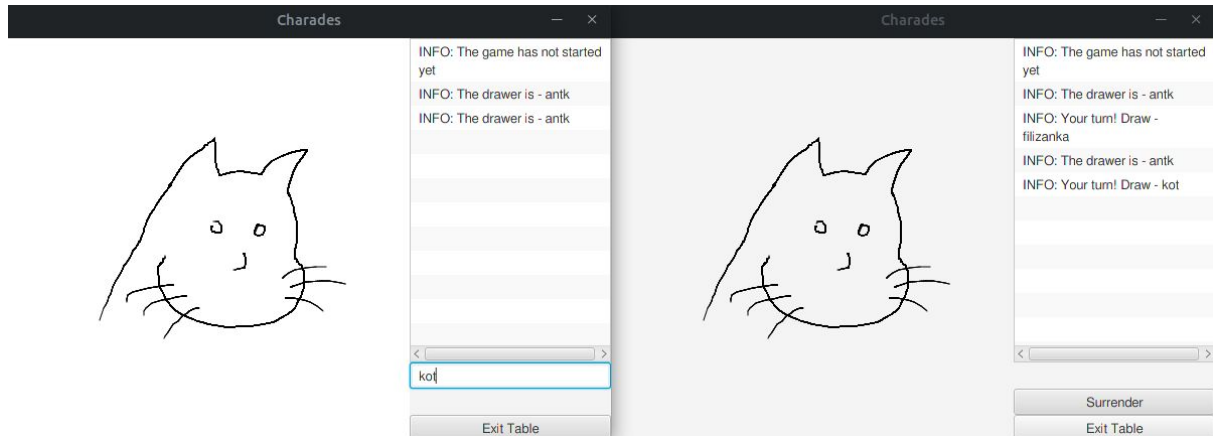 Charades
INFO: The game has not started
yet
INFO: The drawer is - antk
INFO: The drawer is - antk
kot
Exit Table
Charades
INFO: The game has not started
yet
INFO: The drawer is - antk
INFO: Your turn! Draw -
filizanka
INFO: The drawer is - antk
INFO: Your turn! Draw - kot
Surrender
Exit Table